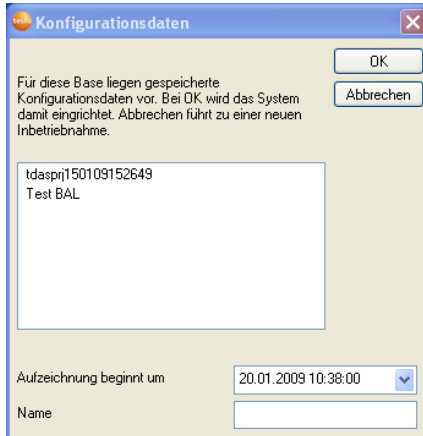 testo Konfigurationsdaten
OK
Für diese Base liegen gespeicherte
Konfigurationsdaten vor. Bei OK wird das System
damit eingrichtet. Abbrechen führt zu einer neuen
Inbetriebnahme.
Abbrechen
tdasprj150109152649
Test BAL
Aufzeichnung beginnt um
20.01.2009 10:38:00
Name